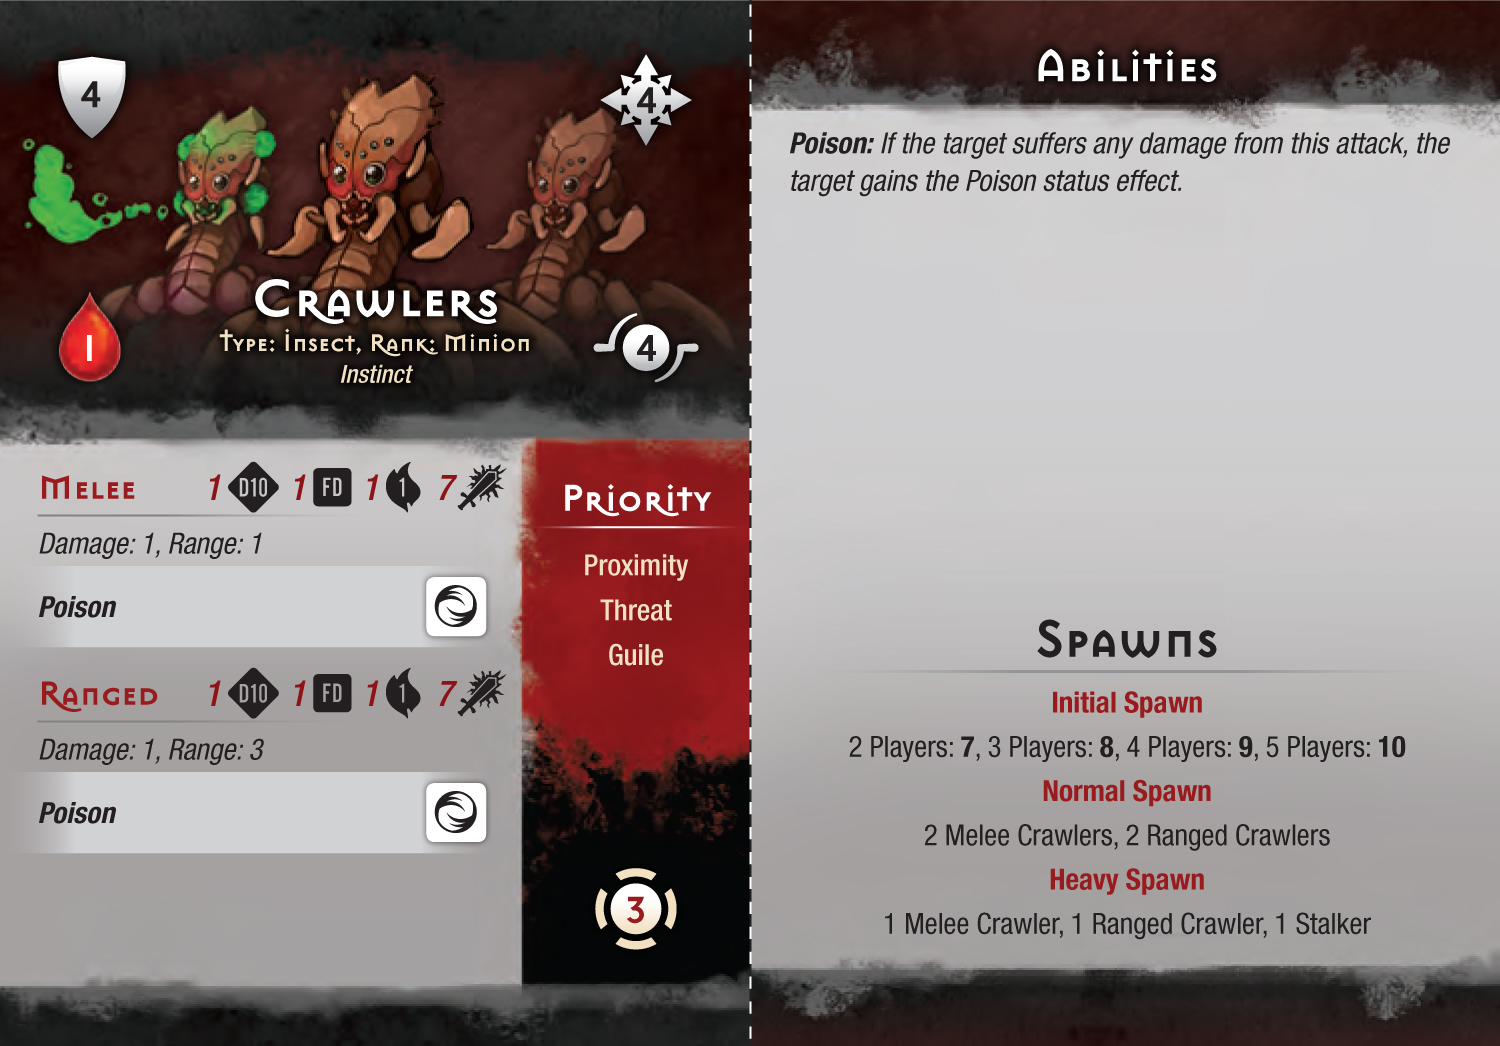 4
4
1
Crawlers
4
Type: Insect, Rank: Minion
Instinct
Melee 1 D10 1 FD 1 1 7
Damage: 1, Range: 1
Poison
Ranged 1 D10 1 FD 1 1 7
Damage: 1, Range: 3
Poison
Priority
Proximity
Threat
Guile
3
Abilities
Poison: If the target suffers any damage from this attack, the
target gains the Poison status effect.
Spawns
Initial Spawn
2 Players: 7, 3 Players: 8, 4 Players: 9, 5 Players: 10
Normal Spawn
2 Melee Crawlers, 2 Ranged Crawlers
Heavy Spawn
1 Melee Crawler, 1 Ranged Crawler, 1 Stalker